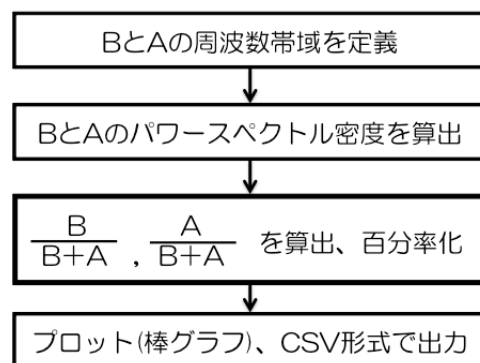 BとAの周波数帯域を定義
BとAのパワースペクトル密度を算出
B/B+A , A/B+A を算出、百分率化
プロット(棒グラフ)、CSV形式で出力